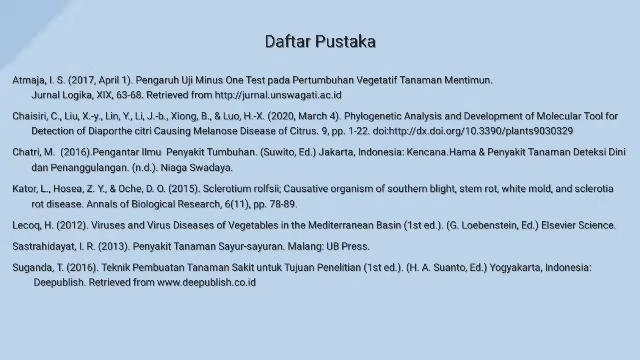 Daftar Pustaka
Atmaja, I. S. (2017, April 1). Pengaruh Uji Minus One Test pada Pertumbuhan Vegetatif Tanaman Mentimun.
Jurnal Logika, XIX, 63-68. Retrieved from http://jurnal.unswagati.ac.id
Chaisiri, C., Liu, X.-y., Lin, Y., Li, J.-b., Xiong, B., & Luo, H.-X. (2020, March 4). Phylogenetic Analysis and Development of Molecular Tool for
Detection of Diaporthe citri Causing Melanose Disease of Citrus. 9, pp. 1-22. doi:http://dx.doi.org/10.3390/plants9030329
Chatri, M. (2016).Pengantar Ilmu Penyakit Tumbuhan. (Suwito, Ed.) Jakarta, Indonesia: Kencana.Hama & Penyakit Tanaman Deteksi Dini
dan Penanggulangan. (n.d.). Niaga Swadaya.
Kator, L., Hosea, Z. Y., & Oche, D. O. (2015). Sclerotium rolfsii; Causative organism of southern blight, stem rot, white mold, and sclerotia
rot disease. Annals of Biological Research, 6(11), pp. 78-89.
Lecoq, H. (2012). Viruses and Virus Diseases of Vegetables in the Mediterranean Basin (1st ed.). (G. Loebenstein, Ed.) Elsevier Science.
Sastrahidayat, I. R. (2013). Penyakit Tanaman Sayur-sayuran. Malang: UB Press.
Suganda, T. (2016). Teknik Pembuatan Tanaman Sakit untuk Tujuan Penelitian (1st ed.). (H. A. Suanto, Ed.) Yogyakarta, Indonesia:
Deepublish. Retrieved from www.deepublish.co.id